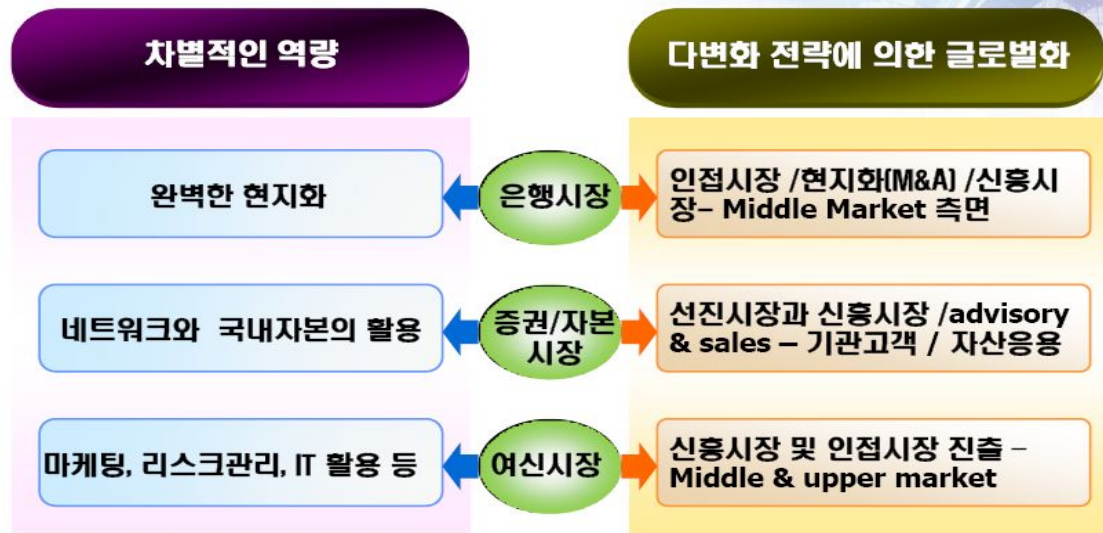 차별적인 역량
다변화 전략에 의한 글로벌화
완벽한 현지화
은행시장
인접시장 /현지화(M&A) /신흥시
장– Middle Market 측면
네트워크와 국내자본의 활용
증권/자본
시장
선진시장과 신흥시장 /advisory
& sales – 기관고객 / 자산응용
마케팅, 리스크관리, IT 활용 등
여신시장
신흥시장 및 인접시장 진출 –
Middle & upper market